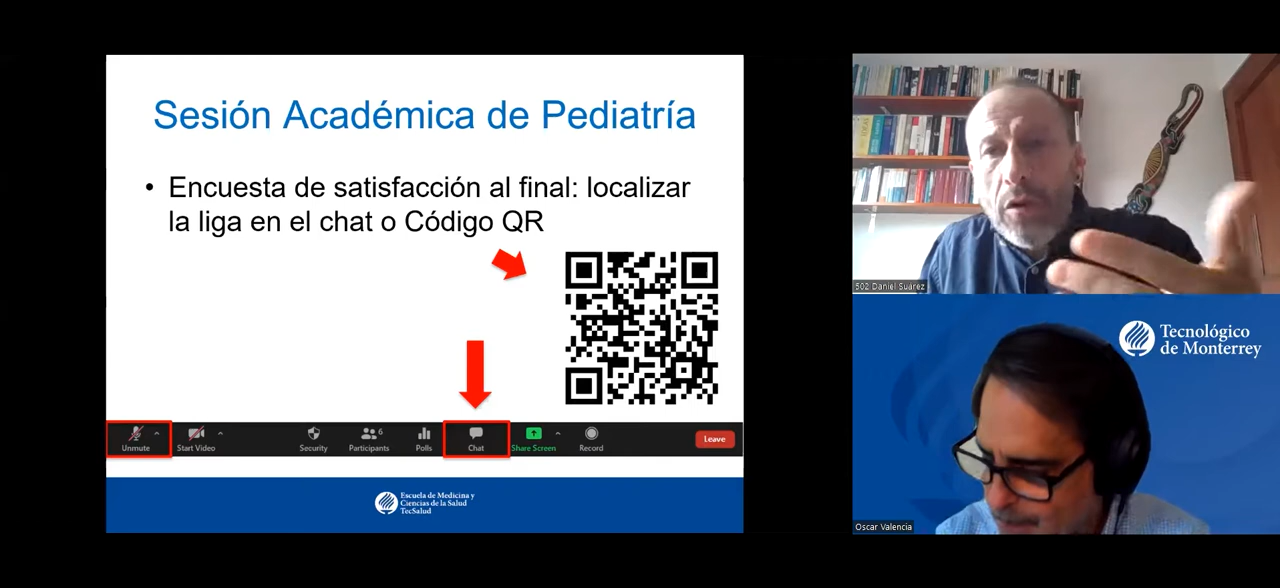 Sesión Académica de Pediatría
• Encuesta de satisfacción al final: localizar
la liga en el chat o Código QR
Unmute
Start Video
Security
Participants
6
Polls
Chat
Share Screen
Record
Leave
Escuela de Medicina y
Ciencias de la Salud
TecSalud
502 Daniel Suárez
Tecnológico
de Monterrey
Oscar Valencia